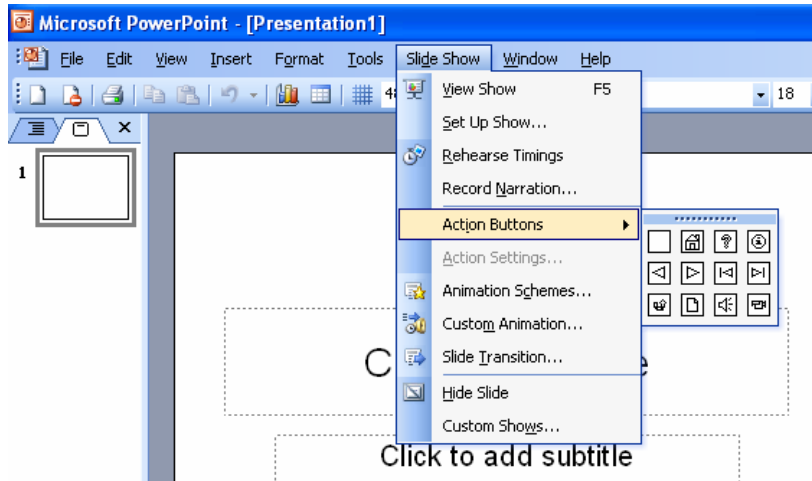 Microsoft PowerPoint - [Presentation1]
File Edit View Insert Format Tools Slide Show Window Help
18
View Show F5
Set Up Show...
Rehearse Timings
1
Record Narration...
Action Buttons
Action Settings...
Animation Schemes...
Custom Animation...
Slide Transition...
Hide Slide
Custom Shows...
Click to add subtitle